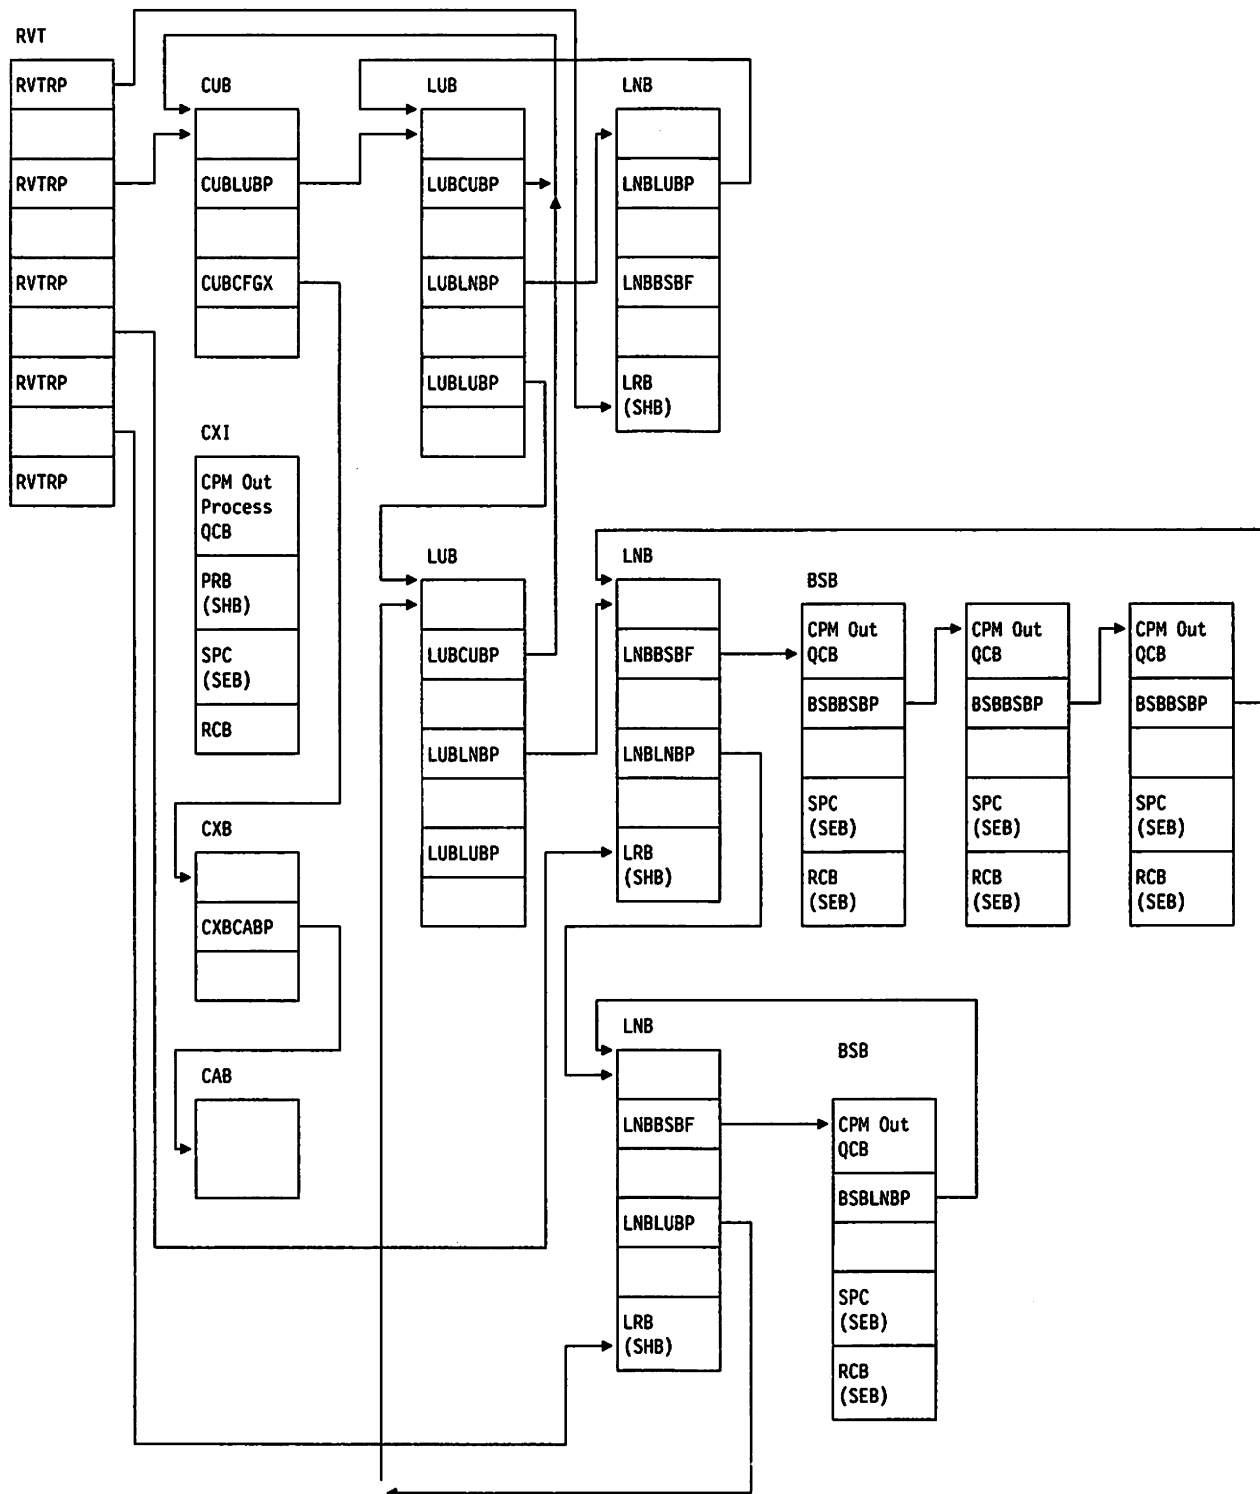 RVT
RVTRP
RVTRP
RVTRP
RVTRP
RVTRP
CUB
CUBLUBP
CUBCFGX
LUB
LUBCUBP
LUBLNBP
LUBLUBP
LNB
LNBLUBP
LNBBSBF
LRB
(SHB)
CXI
CPM Out
Process
QCB
PRB
(SHB)
SPC
(SEB)
RCB
LUB
LUBCUBP
LUBLNBP
LUBLUBP
LNB
LNBBSBF
LNBLNBP
LRB
(SHB)
BSB
CPM Out
QCB
BSBBSBP
SPC
(SEB)
RCB
(SEB)
CPM Out
QCB
BSBBSBP
SPC
(SEB)
RCB
(SEB)
CPM Out
QCB
BSBBSBP
SPC
(SEB)
RCB
(SEB)
CXB
CXBCABP
CAB
LNB
LNBBSBF
LNBLUBP
LRB
(SHB)
BSB
CPM Out
QCB
BSBLNBP
SPC
(SEB)
RCB
(SEB)